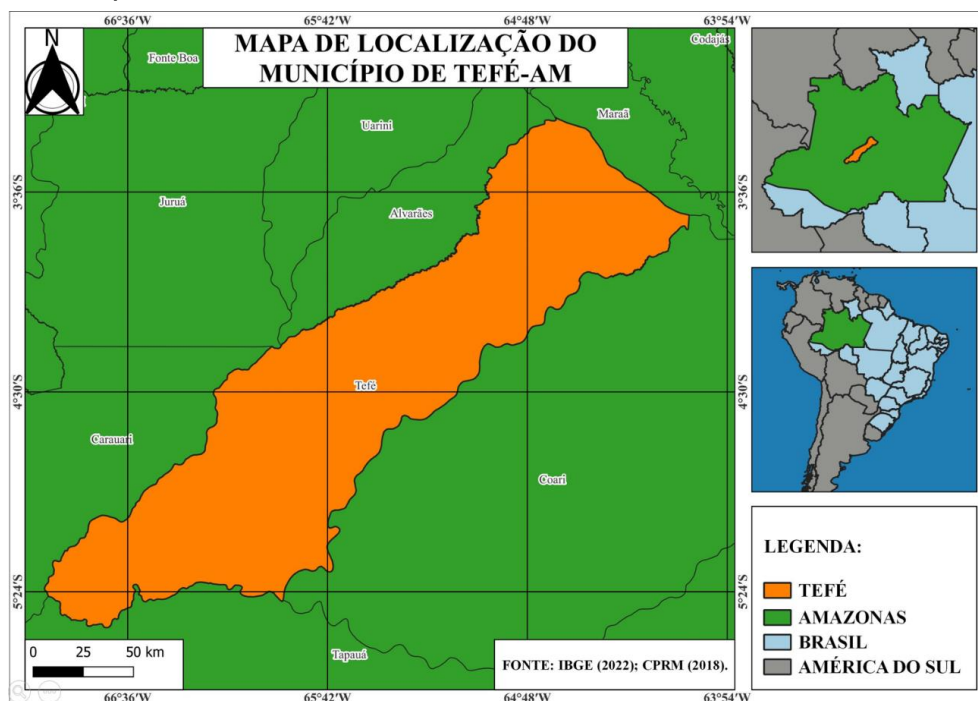 66°36'W 65°42'W 64°48'W 63°54'W
N
MAPA DE LOCALIZAÇÃO DO
MUNICÍPIO DE TEFÉ-AM
Fonte Boa
Codajás
Maraã
Uarini
3°36'S
3°36'S
Juruá
Alvarães
Tefé
4°30'S
4°30'S
Carauari
Coari
5°24'S
5°24'S
Tapauá
0 25 50 km
FONTE: IBGE (2022); CPRM (2018).
66°36'W 65°42'W 64°48'W 63°54'W
LEGENDA:
TEFÉ
AMAZONAS
BRASIL
AMÉRICA DO SUL